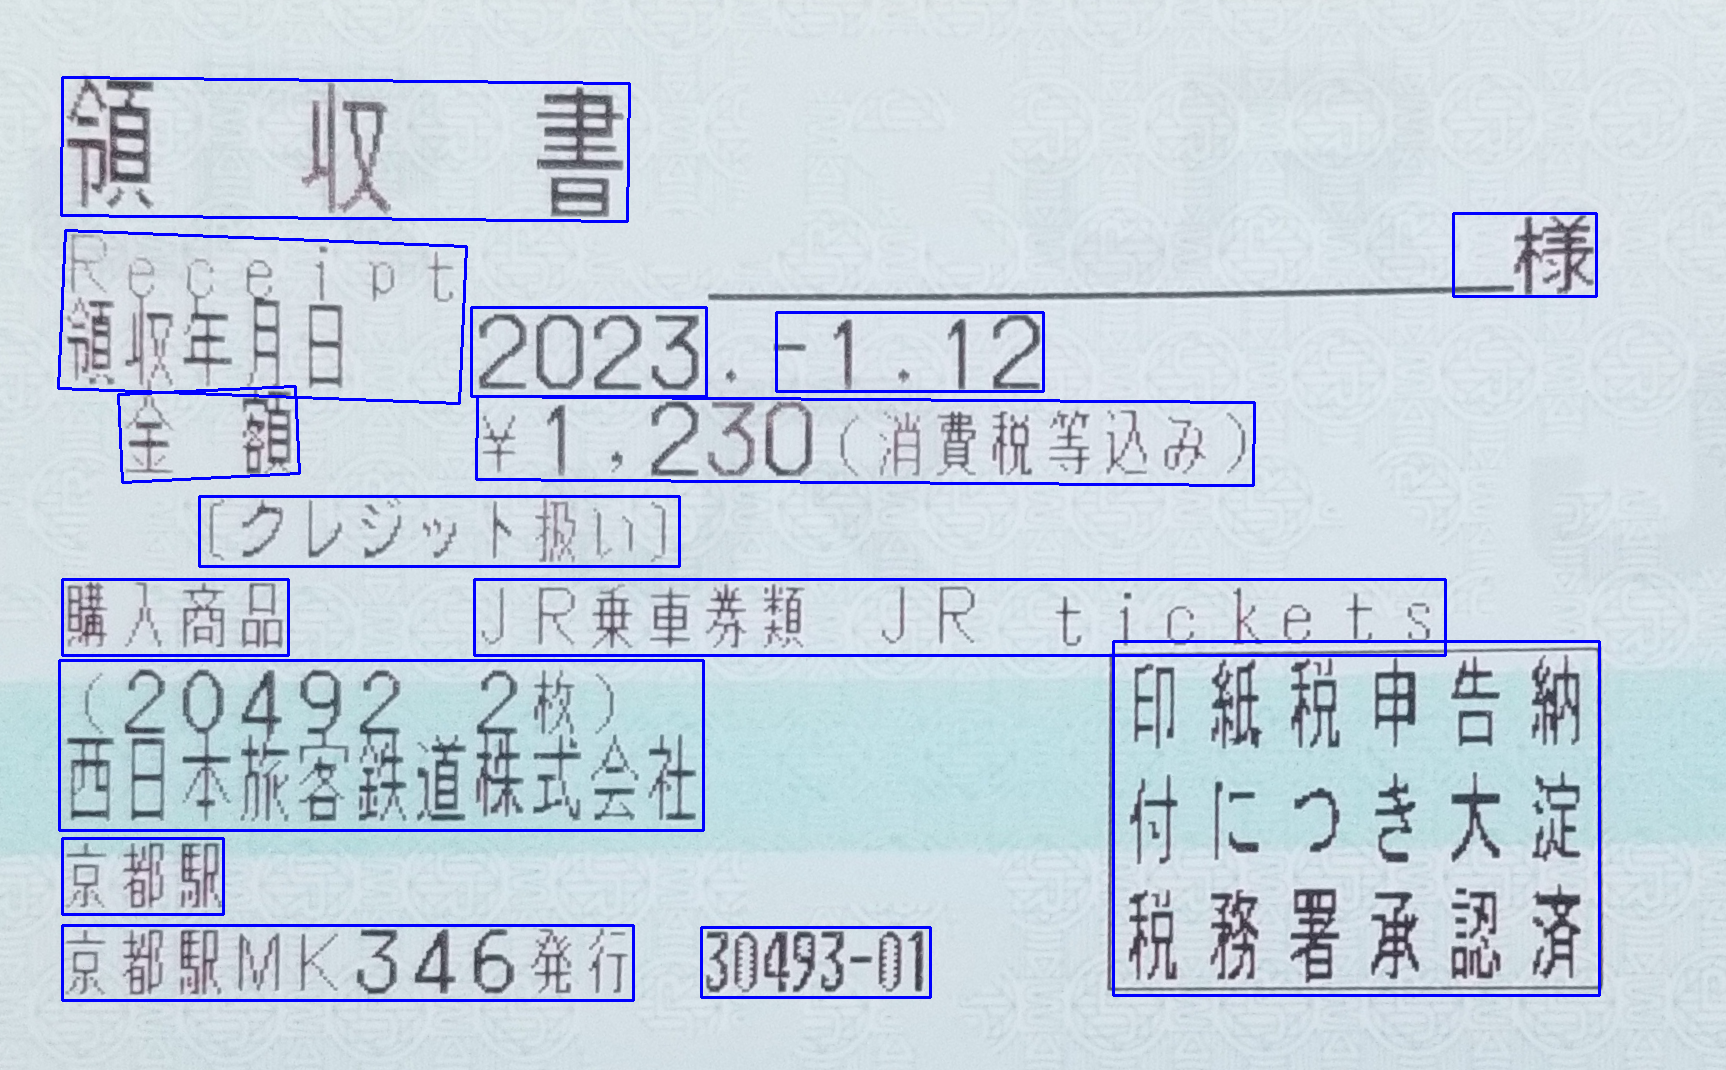 領収書
様
Receipt
領収年月日 2023.-1.12
金額 ¥1,230(消費税等込み)
(クレジット扱い)
購入商品 JR乗車券類 JR tickets
(20492 2枚)
西日本旅客鉄道株式会社
京都駅
京都駅MK346発行 30493-01
印紙税申告納
付につき大淀
税務署承認済